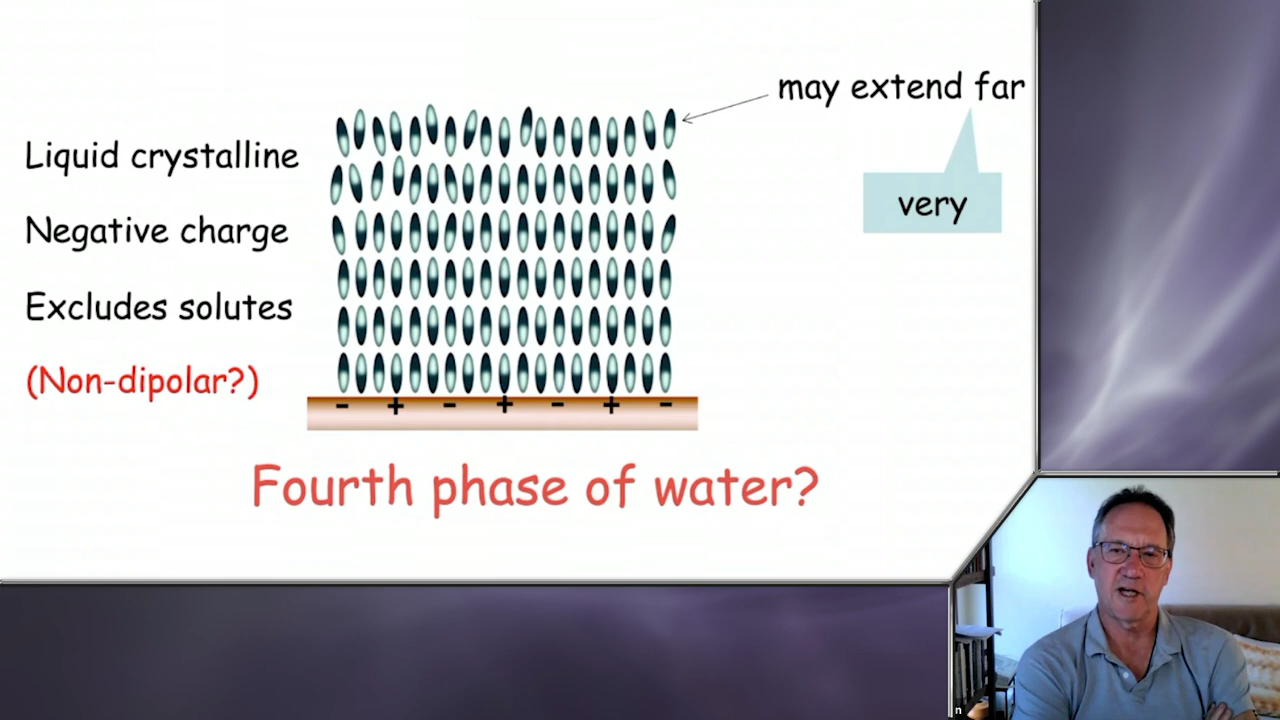 may extend far
very
Liquid crystalline
Negative charge
Excludes solutes
(Non-dipolar?)
- + - + - + -
Fourth phase of water?
n